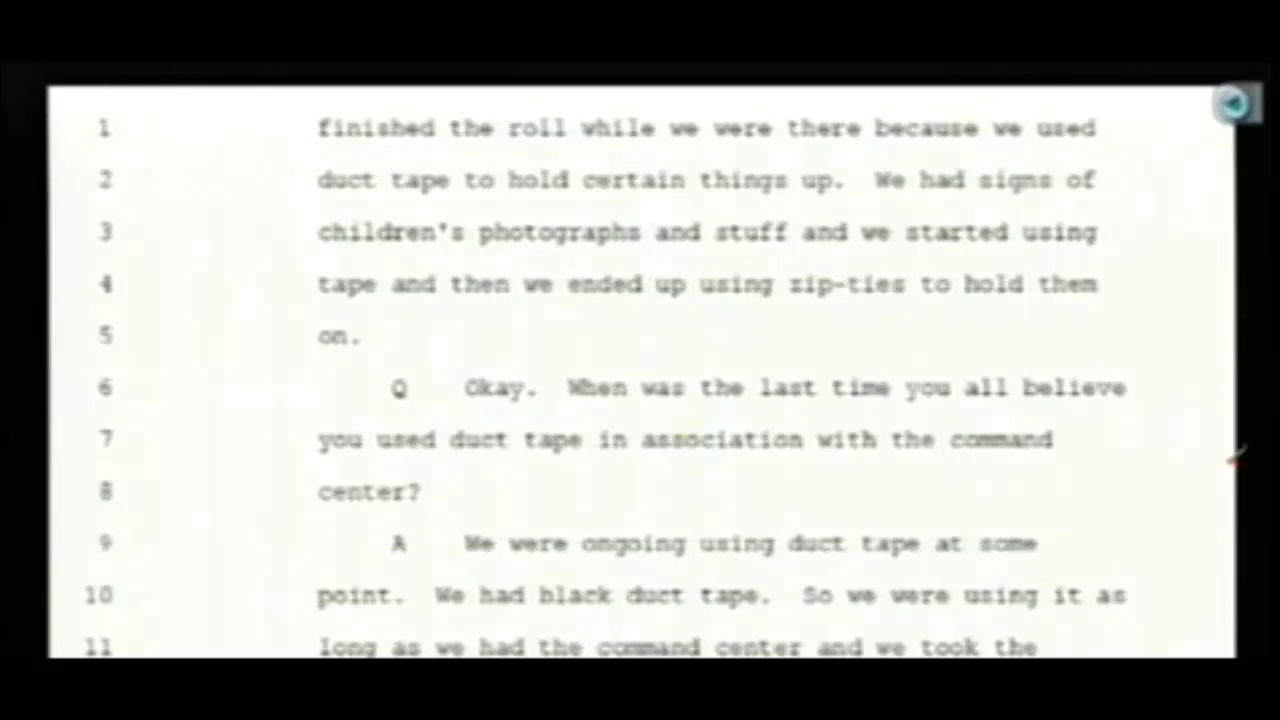 1 finished the roll while we were there because we used
2 duct tape to hold certain things up. We had signs of
3 children's photographs and stuff and we started using
4 tape and then we ended up using zip-ties to hold them
5 on.
6 Q Okay. When was the last time you all believe
7 you used duct tape in association with the command
8 center?
9 A We were ongoing using duct tape at some
10 point. We had black duct tape. So we were using it as
11 long as we had the command center and we took the